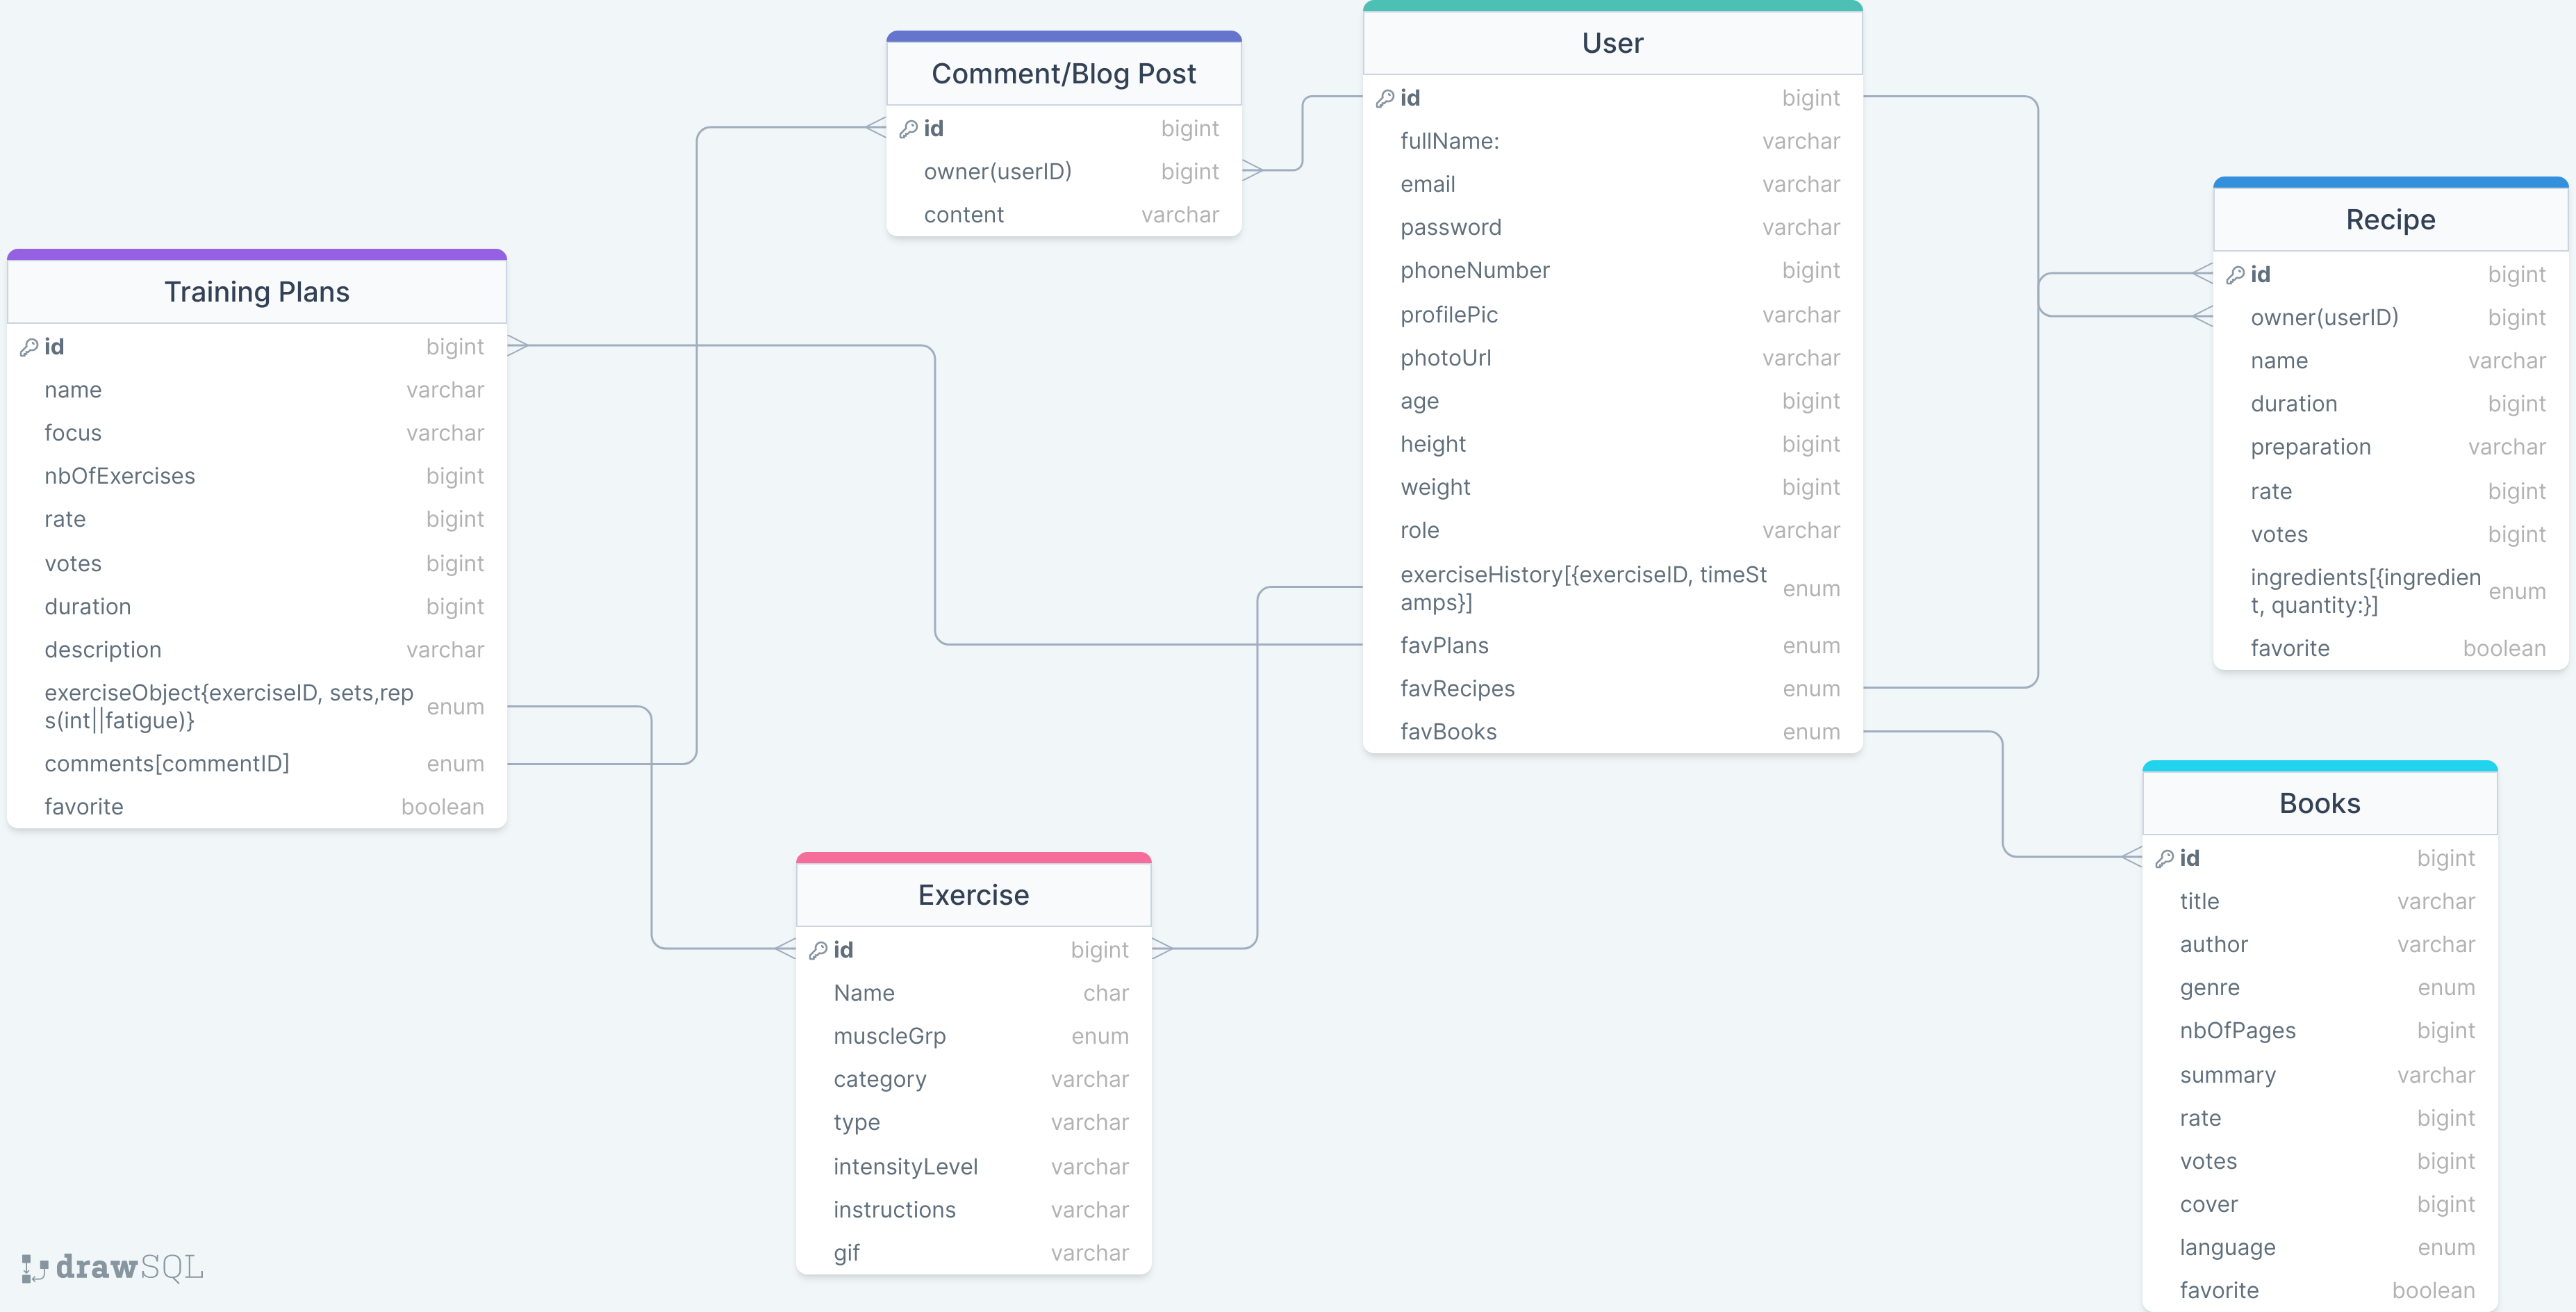 Training Plans
id bigint
name varchar
focus varchar
nbOfExercises bigint
rate bigint
votes bigint
duration bigint
description varchar
exerciseObject{exerciseID, sets,rep
s(int||fatigue)} enum
comments[commentID] enum
favorite boolean
Comment/Blog Post
id bigint
owner(userID) bigint
content varchar
Exercise
id bigint
Name char
muscleGrp enum
category varchar
type varchar
intensityLevel varchar
instructions varchar
gif varchar
User
id bigint
fullName: varchar
email varchar
password varchar
phoneNumber bigint
profilePic varchar
photoUrl varchar
age bigint
height bigint
weight bigint
role varchar
exerciseHistory[{exerciseID, timeSt
amps}] enum
favPlans enum
favRecipes enum
favBooks enum
Recipe
id bigint
owner(userID) bigint
name varchar
duration bigint
preparation varchar
rate bigint
votes bigint
ingredients[{ingredien
t, quantity:}] enum
favorite boolean
Books
id bigint
title varchar
author varchar
genre enum
nbOfPages bigint
summary varchar
rate bigint
votes bigint
cover bigint
language enum
favorite boolean
drawSQL